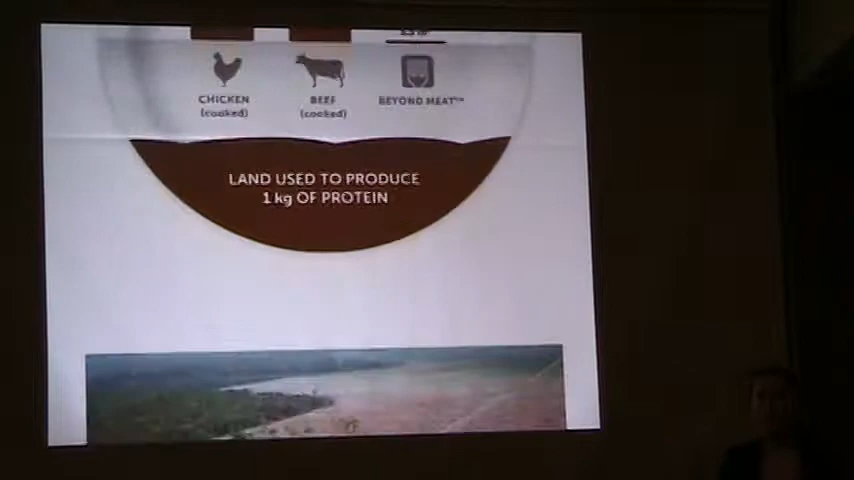 CHICKEN
(cooked)
BEEF
(cooked)
BEYOND MEAT™
LAND USED TO PRODUCE
1 kg OF PROTEIN